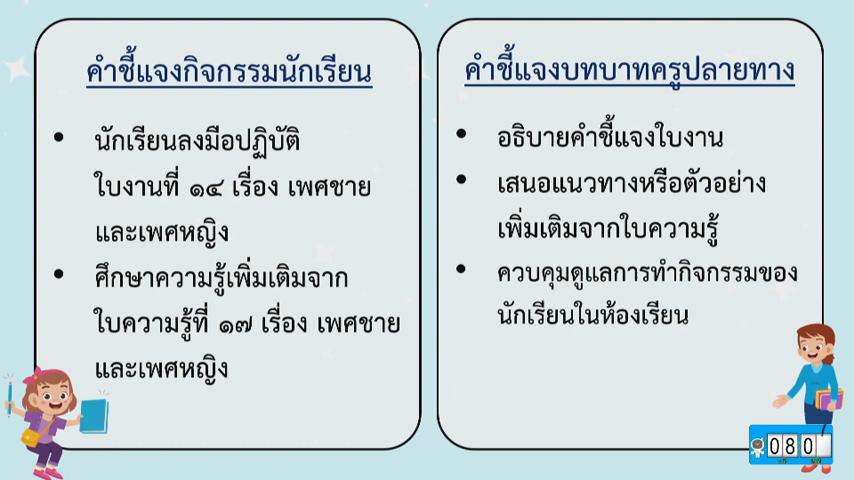 คำชี้แจงกิจกรรมนักเรียน
• นักเรียนลงมือปฏิบัติ
ใบงานที่ ๑๔ เรื่อง เพศชาย
และเพศหญิง
• ศึกษาความรู้เพิ่มเติมจาก
ใบความรู้ที่ ๑๗ เรื่อง เพศชาย
และเพศหญิง
คำชี้แจงบทบาทครูปลายทาง
• อธิบายคำชี้แจงใบงาน
• เสนอแนวทางหรือตัวอย่าง
เพิ่มเติมจากใบความรู้
• ควบคุมดูแลการทำกิจกรรมของ
นักเรียนในห้องเรียน
080